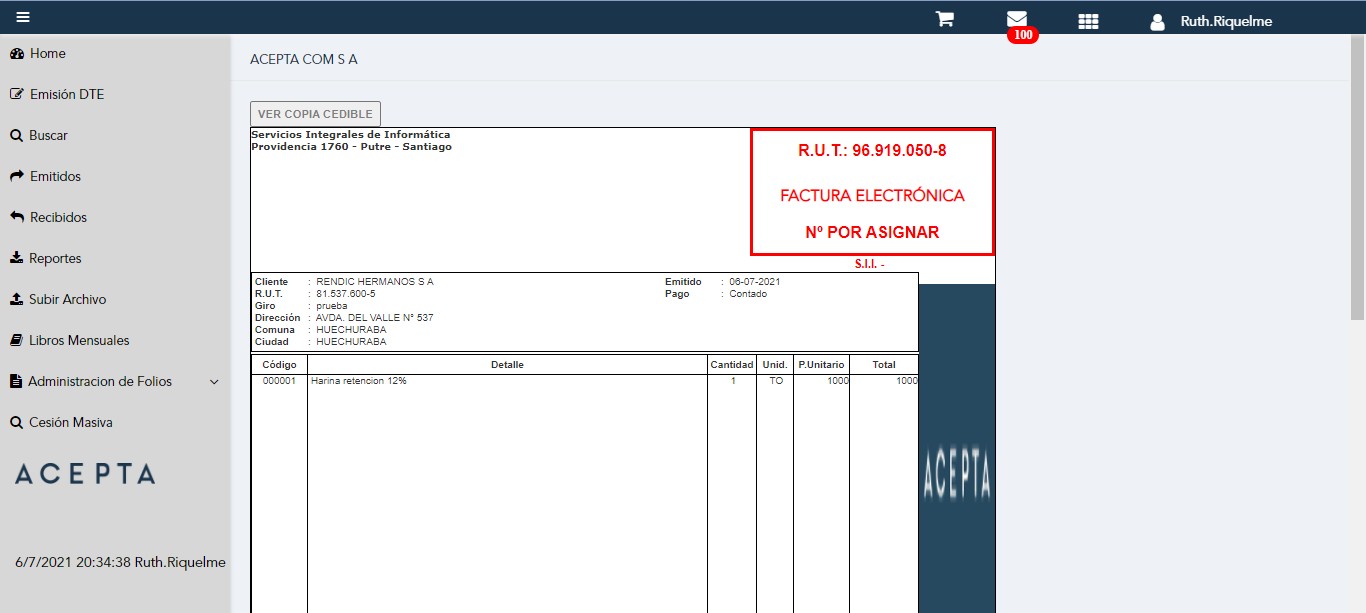 Ruth.Riquelme
100
Home
Emisión DTE
Buscar
Emitidos
Recibidos
Reportes
Subir Archivo
Libros Mensuales
Administracion de Folios
Cesión Masiva
ACEPTA
6/7/2021 20:34:38 Ruth.Riquelme
ACEPTA COM S A
VER COPIA CEDIBLE
Servicios Integrales de Informática
Providencia 1760 - Putre - Santiago
R.U.T.: 96.919.050-8
FACTURA ELECTRÓNICA
Nº POR ASIGNAR
S.I.I. -
Cliente : RENDIC HERMANOS S A Emitido : 06-07-2021
R.U.T. : 81.537.600-5 Pago : Contado
Giro : prueba
Dirección : AVDA. DEL VALLE N° 537
Comuna : HUECHURABA
Ciudad : HUECHURABA
Código Detalle Cantidad Unid. P.Unitario Total
000001 Harina retencion 12% 1 TO 1000 1000
ACEPTA